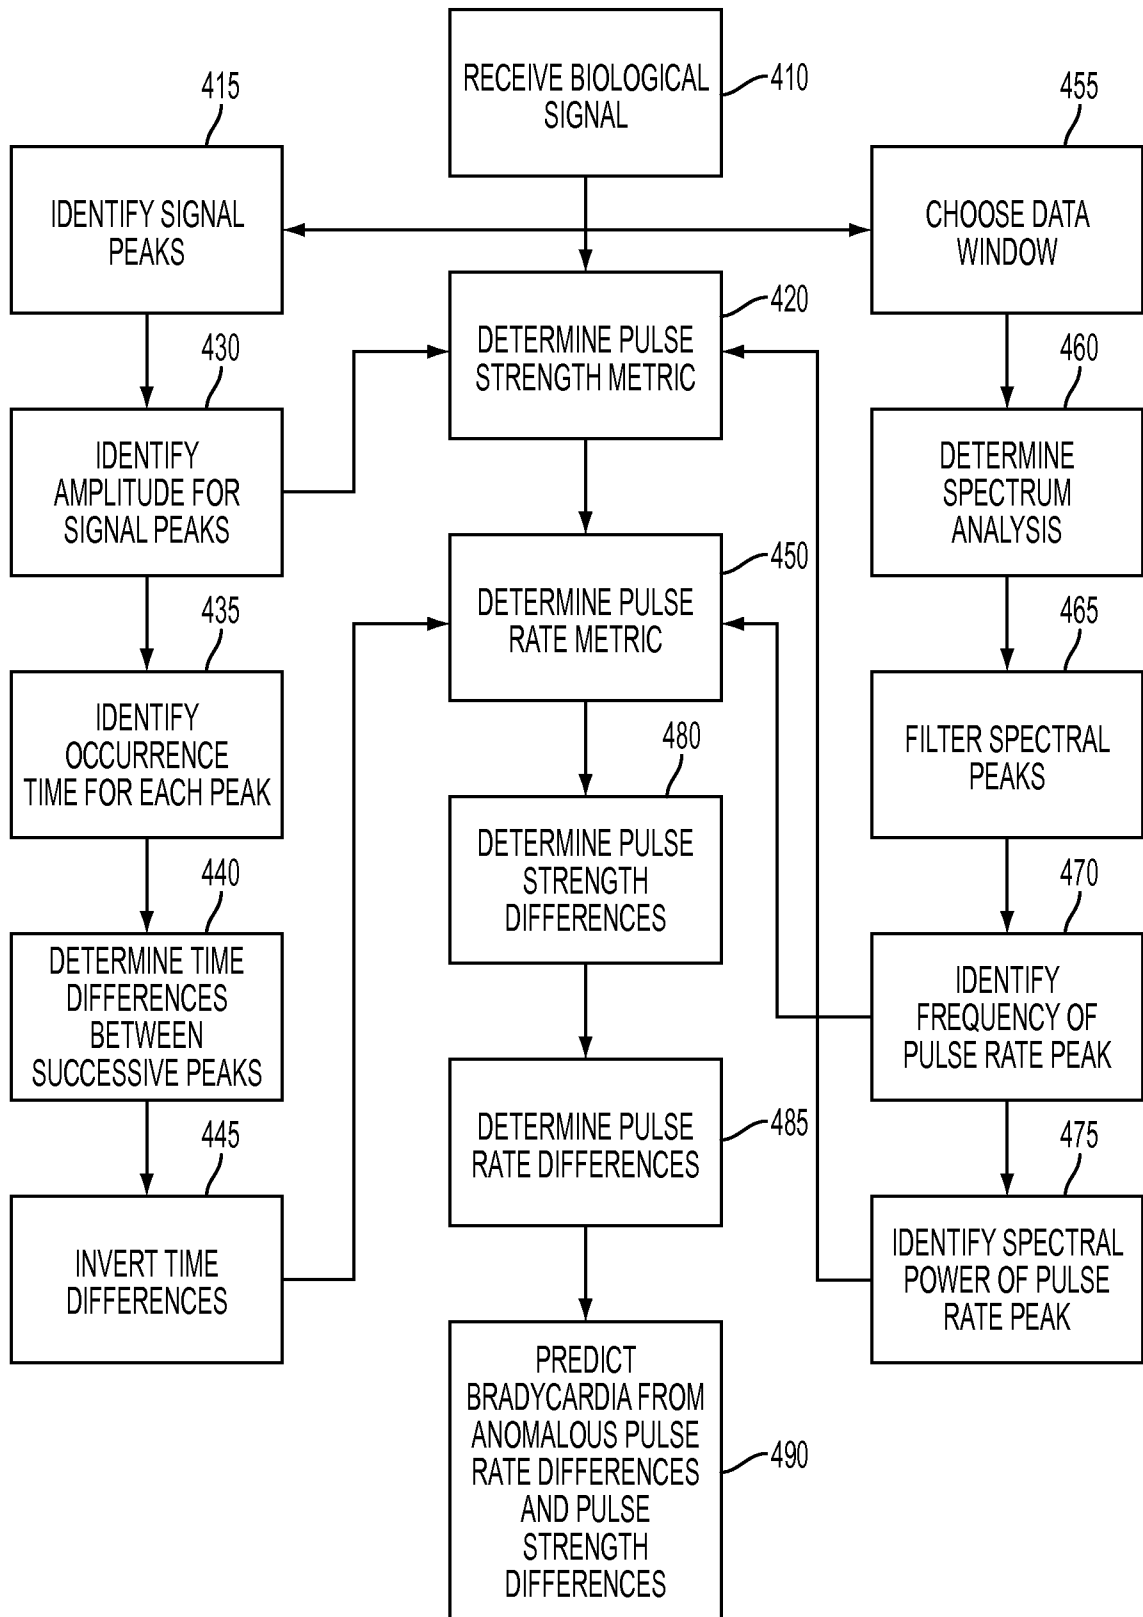 RECEIVE BIOLOGICAL
SIGNAL
410
415
IDENTIFY SIGNAL
PEAKS
455
CHOOSE DATA
WINDOW
420
DETERMINE PULSE
STRENGTH METRIC
430
IDENTIFY
AMPLITUDE FOR
SIGNAL PEAKS
460
DETERMINE
SPECTRUM
ANALYSIS
450
DETERMINE PULSE
RATE METRIC
435
IDENTIFY
OCCURRENCE
TIME FOR EACH PEAK
465
FILTER SPECTRAL
PEAKS
480
DETERMINE PULSE
STRENGTH
DIFFERENCES
440
DETERMINE TIME
DIFFERENCES
BETWEEN
SUCCESSIVE PEAKS
470
IDENTIFY
FREQUENCY OF
PULSE RATE PEAK
485
DETERMINE PULSE
RATE DIFFERENCES
445
INVERT TIME
DIFFERENCES
475
IDENTIFY SPECTRAL
POWER OF PULSE
RATE PEAK
PREDICT
BRADYCARDIA FROM
ANOMALOUS PULSE
RATE DIFFERENCES
AND PULSE
STRENGTH
DIFFERENCES
490